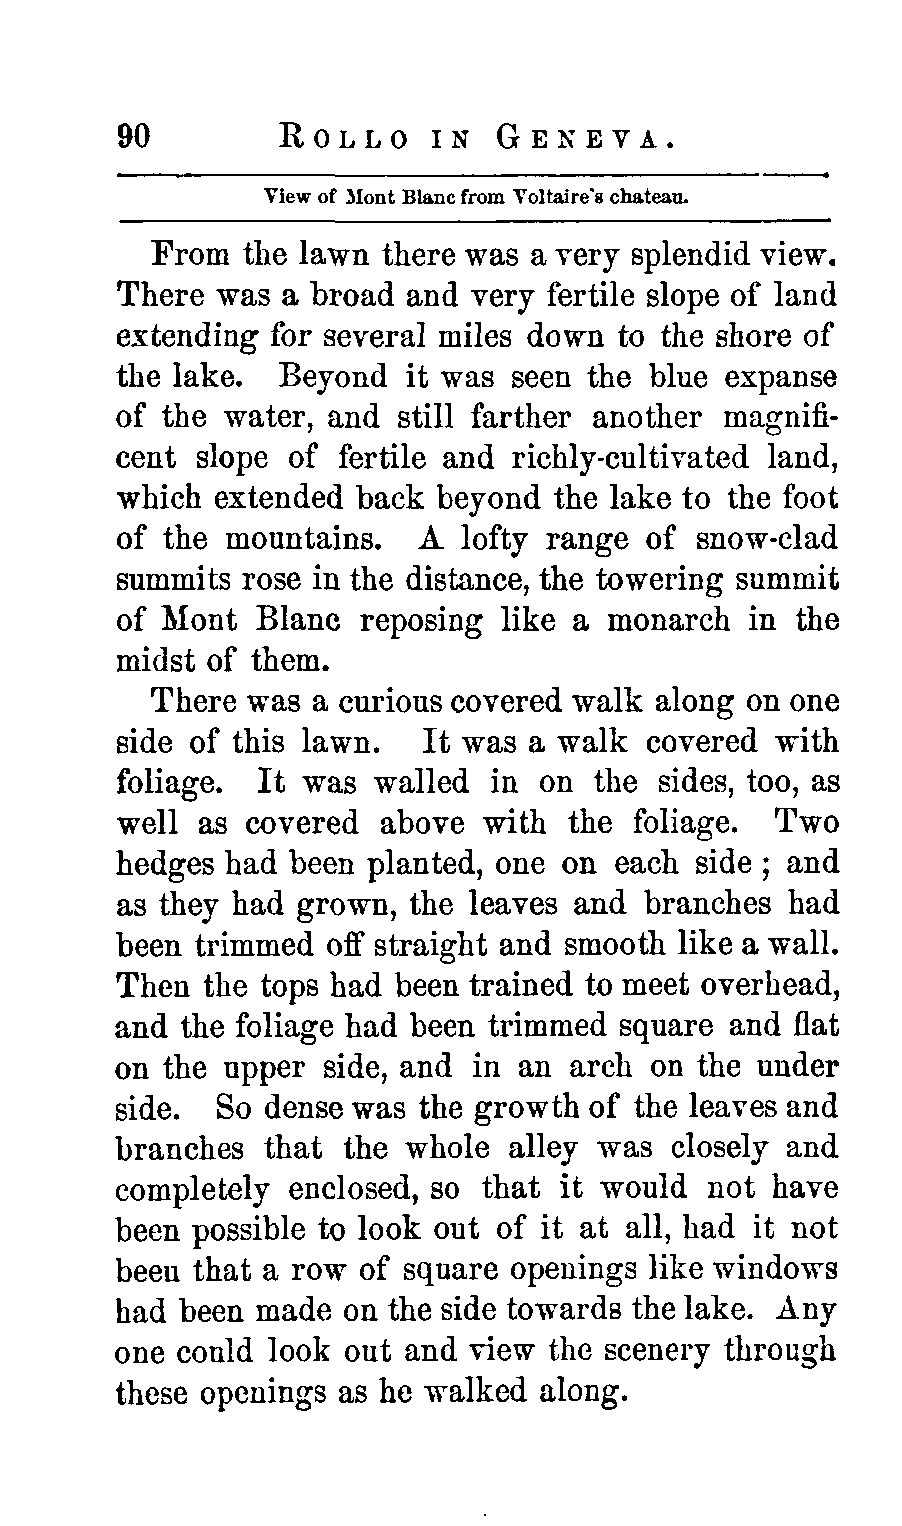 90 ROLLO IN GENEVA.
View of Mont Blanc from Voltaire's chateau.
From the lawn there was a very splendid view.
There was a broad and very fertile slope of land
extending for several miles down to the shore of
the lake. Beyond it was seen the blue expanse
of the water, and still farther another magnifi-
cent slope of fertile and richly-cultivated land,
which extended back beyond the lake to the foot
of the mountains. A lofty range of snow-clad
summits rose in the distance, the towering summit
of Mont Blanc reposing like a monarch in the
midst of them.
There was a curious covered walk along on one
side of this lawn. It was a walk covered with
foliage. It was walled in on the sides, too, as
well as covered above with the foliage. Two
hedges had been planted, one on each side ; and
as they had grown, the leaves and branches had
been trimmed off straight and smooth like a wall.
Then the tops had been trained to meet overhead,
and the foliage had been trimmed square and flat
on the upper side, and in an arch on the under
side. So dense was the growth of the leaves and
branches that the whole alley was closely and
completely enclosed, so that it would not have
been possible to look out of it at all, had it not
been that a row of square openings like windows
had been made on the side towards the lake. Any
one could look out and view the scenery through
these openings as he walked along.